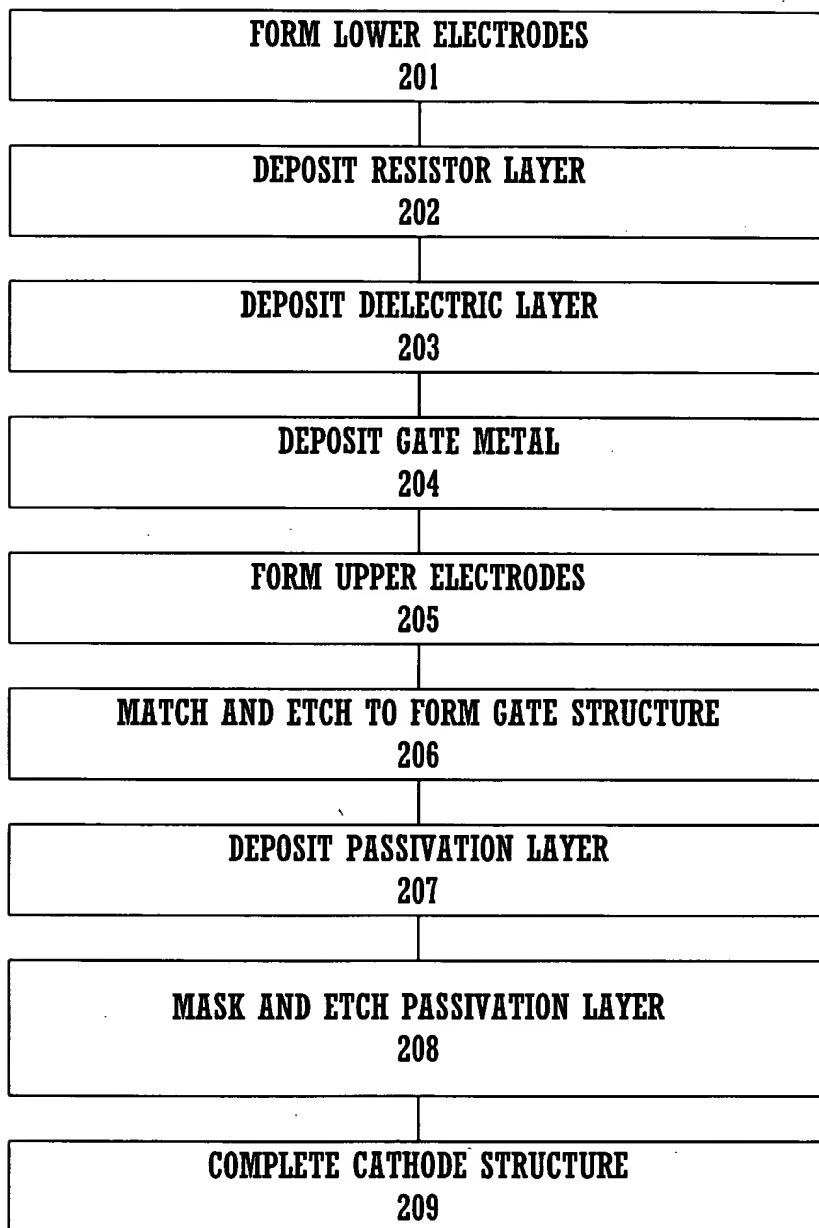 FORM LOWER ELECTRODES
201
DEPOSIT RESISTOR LAYER
202
DEPOSIT DIELECTRIC LAYER
203
DEPOSIT GATE METAL
204
FORM UPPER ELECTRODES
205
MATCH AND ETCH TO FORM GATE STRUCTURE
206
DEPOSIT PASSIVATION LAYER
207
MASK AND ETCH PASSIVATION LAYER
208
COMPLETE CATHODE STRUCTURE
209